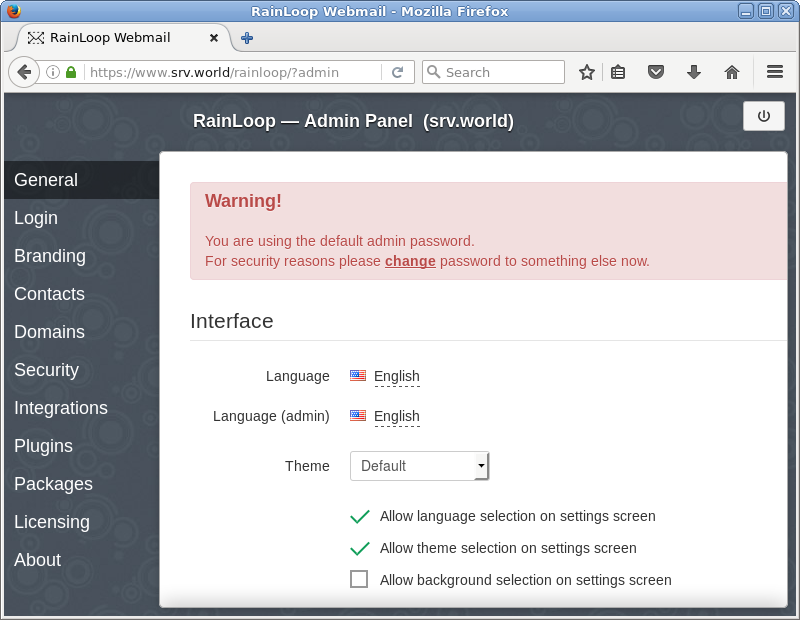 RainLoop Webmail - Mozilla Firefox
RainLoop Webmail
https://www.srv.world/rainloop/?admin
Search
RainLoop — Admin Panel (srv.world)
General
Login
Branding
Contacts
Domains
Security
Integrations
Plugins
Packages
Licensing
About
Warning!
You are using the default admin password.
For security reasons please change password to something else now.
Interface
Language English
Language (admin) English
Theme Default
Allow language selection on settings screen
Allow theme selection on settings screen
Allow background selection on settings screen